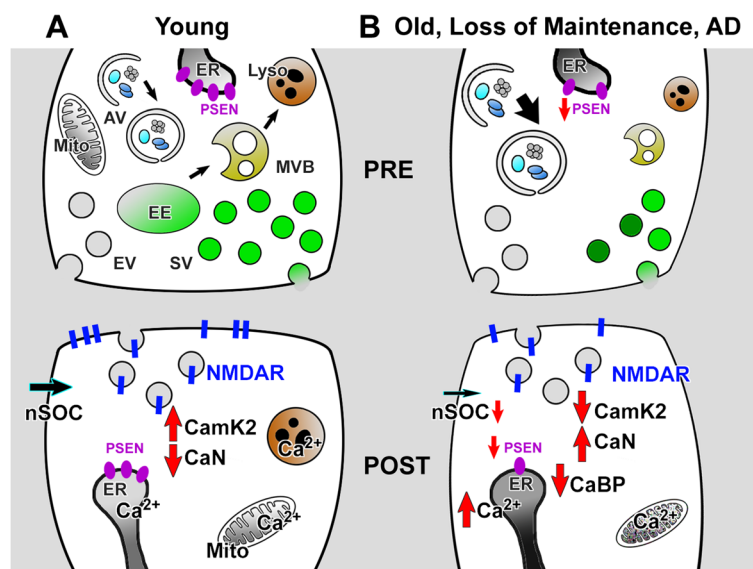 A Young
B Old, Loss of Maintenance, AD
ER
Lyso
PSEN
AV
Mito
MVB
EE
EV
SV
PRE
ER
PSEN
NMDAR
nSOC
CamK2
CaN
Ca2+
PSEN
ER
Ca2+
Ca2+
Mito
POST
NMDAR
nSOC
CamK2
CaN
PSEN
ER
CaBP
Ca2+
Ca2+